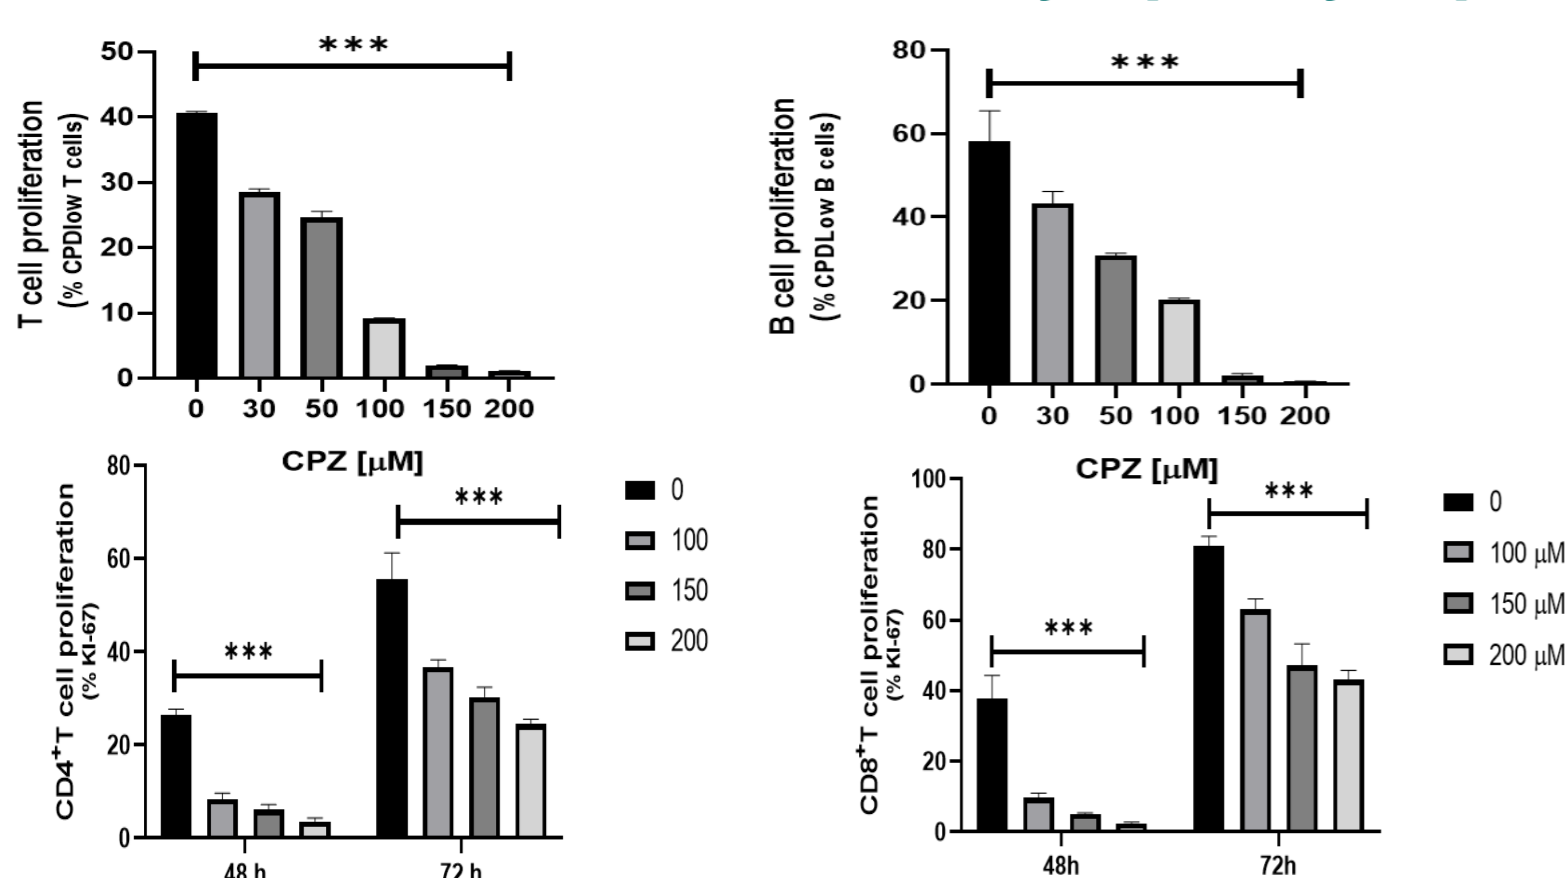 T cell proliferation
(% CPDlow T cells)
50
40
30
20
10
0
***
0 30 50 100 150 200
CPZ [μM]
B cell proliferation
(% CPDLow B cells)
80
60
40
20
0
***
0 30 50 100 150 200
CPZ [μM]
CD4+T cell proliferation
(% KI-67)
80
60
40
20
0
***
***
48 h 72 h
0
100
150
200
CD8+T cell proliferation
(% KI-67)
100
80
60
40
20
0
***
***
48h 72h
0
100 μM
150 μM
200 μM